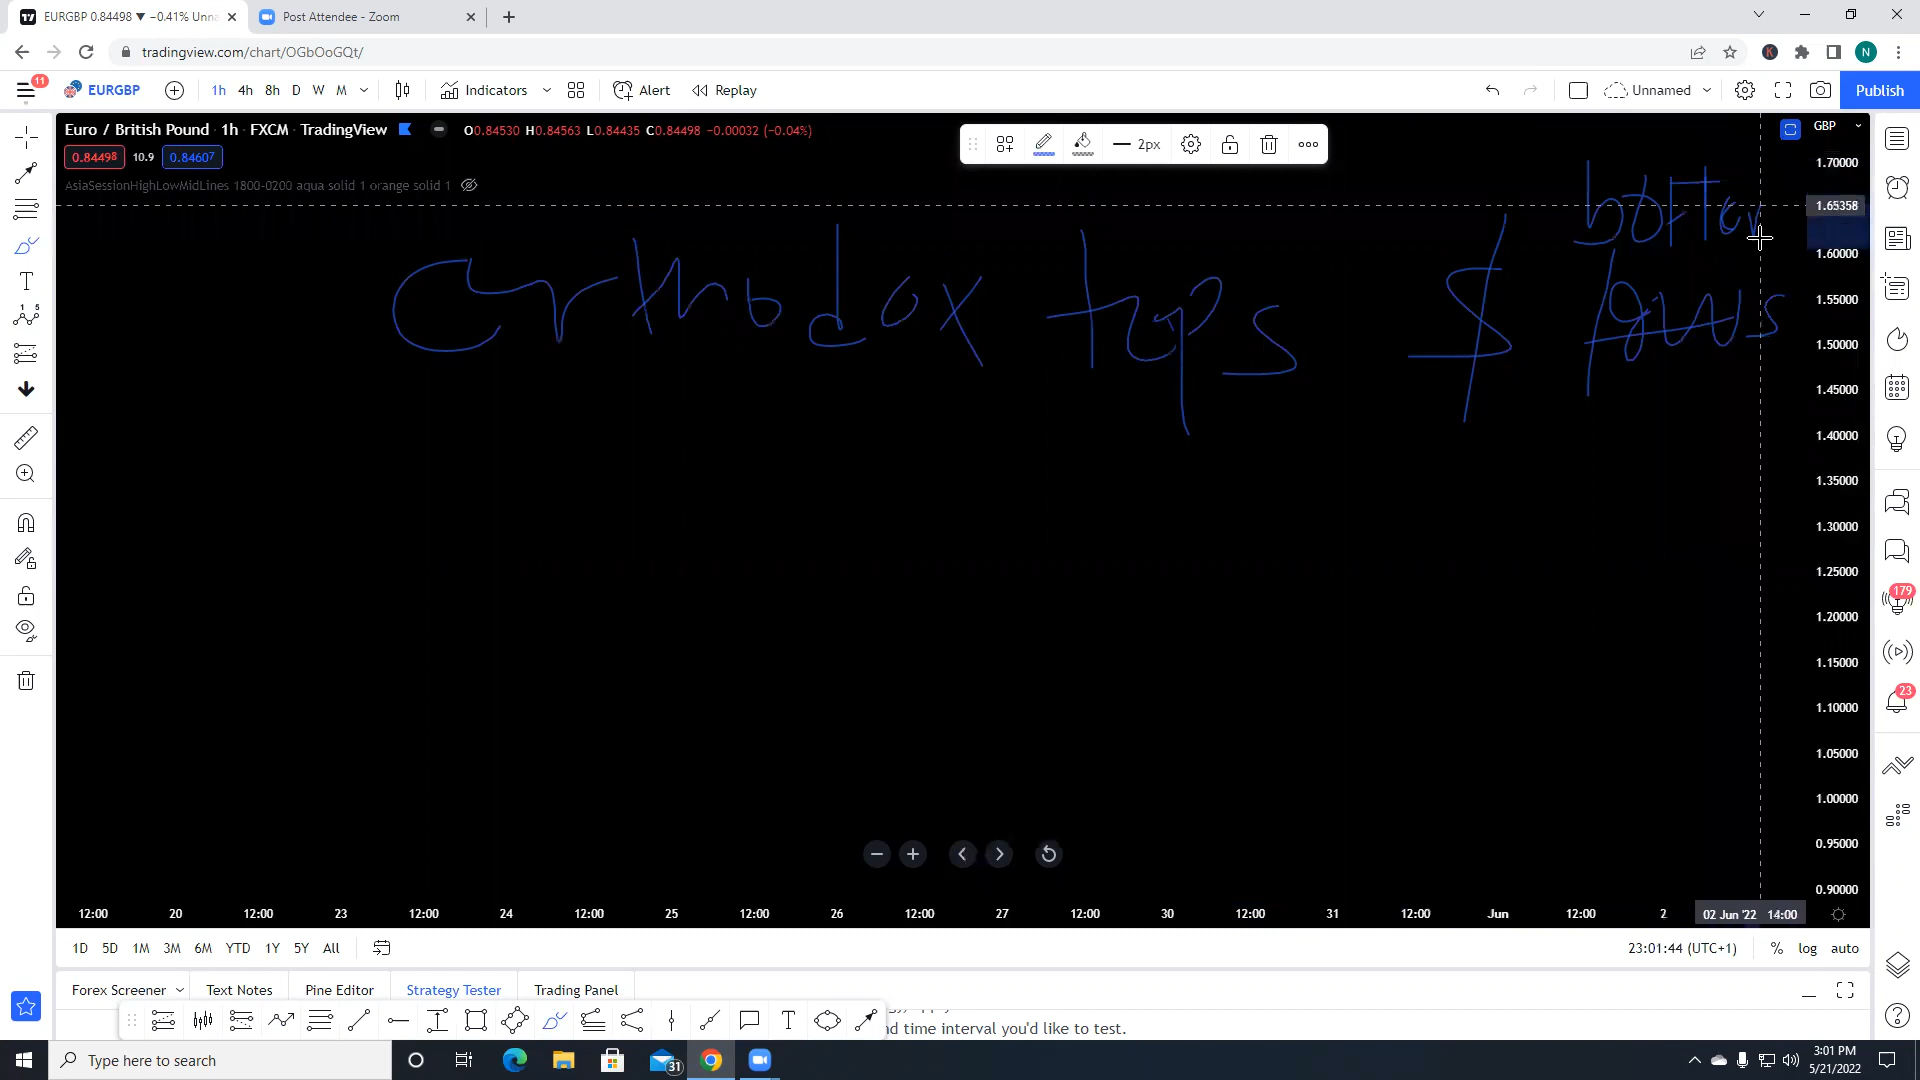 EURGBP 0.84498 ▼ −0.41% Unna
Post Attendee - Zoom
tradingview.com/chart/OGbOoGQt/
N
11
EURGBP
1h 4h 8h D W M
Indicators
Alert
Replay
Unnamed
Publish
Euro / British Pound · 1h · FXCM · TradingView
O0.84530 H0.84563 L0.84435 C0.84498 −0.00032 (−0.04%)
2px
GBP
0.84498 10.9 0.84607
AsiaSessionHighLowMidLines 1800-0200 aqua solid 1 orange solid 1
1.70000
1.65358
1.60000
1.55000
1.50000
1.45000
1.40000
1.35000
1.30000
1.25000
1.20000
1.15000
1.10000
1.05000
1.00000
0.95000
0.90000
Orthodox tops
179
23
12:00 20 12:00 23 12:00 24 12:00 25 12:00 26 12:00 27 12:00 30 12:00 31 12:00 Jun 12:00 2 02 Jun '22 14:00
1D 5D 1M 3M 6M YTD 1Y 5Y All
23:01:44 (UTC+1) % log auto
Forex Screener Text Notes Pine Editor Strategy Tester Trading Panel
nd time interval you'd like to test.
Type here to search
31
3:01 PM
5/21/2022